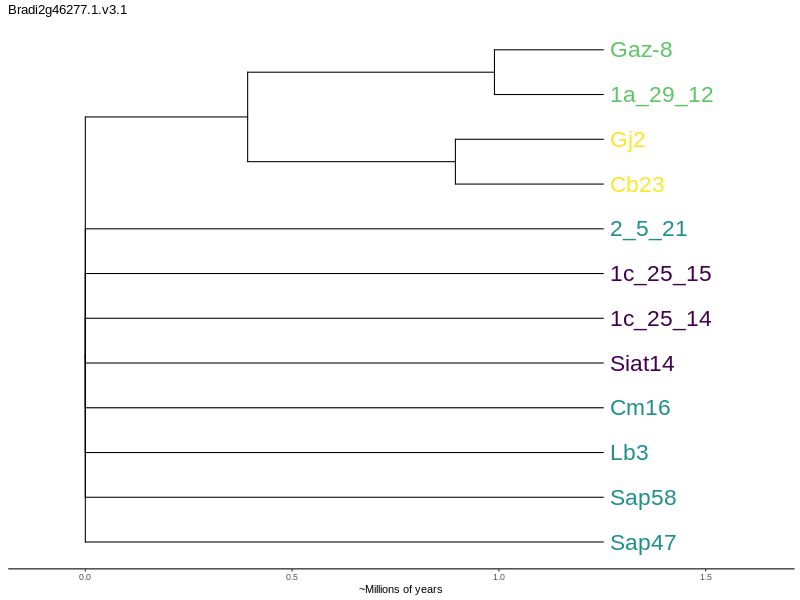 Bradi2g46277.1.v3.1
Gaz-8
1a_29_12
Gj2
Cb23
2_5_21
1c_25_15
1c_25_14
Siat14
Cm16
Lb3
Sap58
Sap47
0.0 0.5 1.0 1.5
~Millions of years